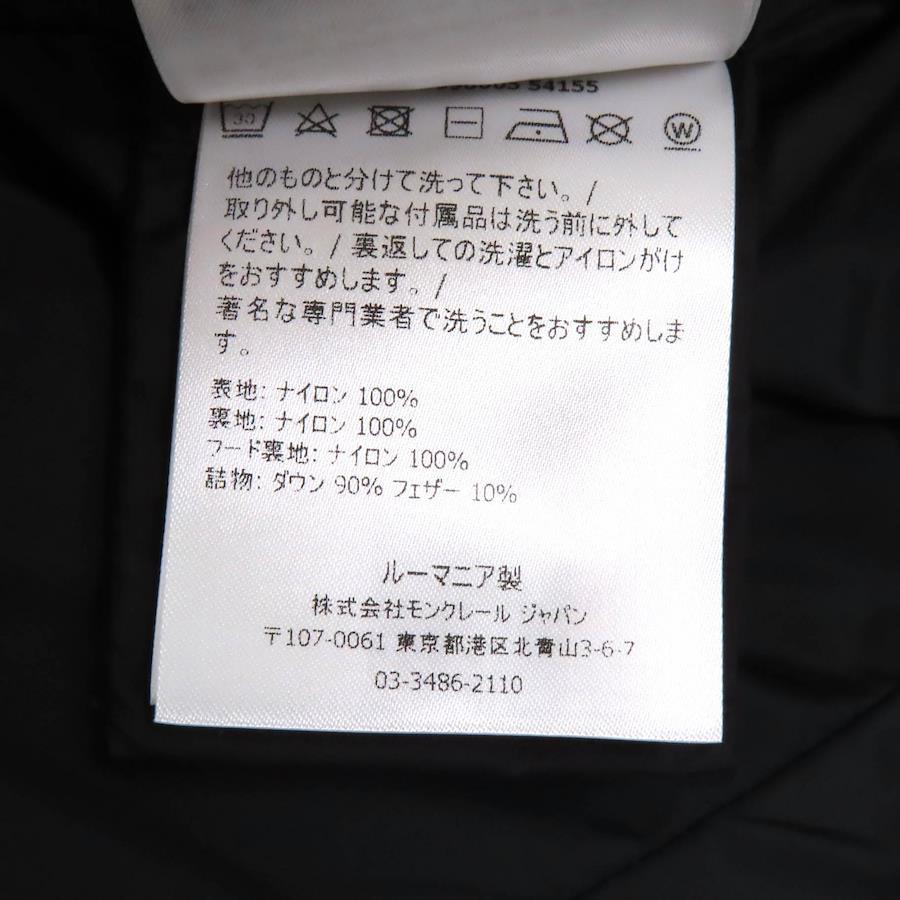 54155
30
W
他のものと分けて洗って下さい。/
取り外し可能な付属品は洗う前に外して
ください。/ 裏返しての洗濯とアイロンがけ
をおすすめします。/
著名な専門業者で洗うことをおすすめしま
す。
表地: ナイロン 100%
裏地: ナイロン 100%
フード裏地: ナイロン 100%
詰物: ダウン 90% フェザー 10%
ルーマニア製
株式会社モンクレール ジャパン
〒107-0061 東京都港区北青山3-6-7
03-3486-2110